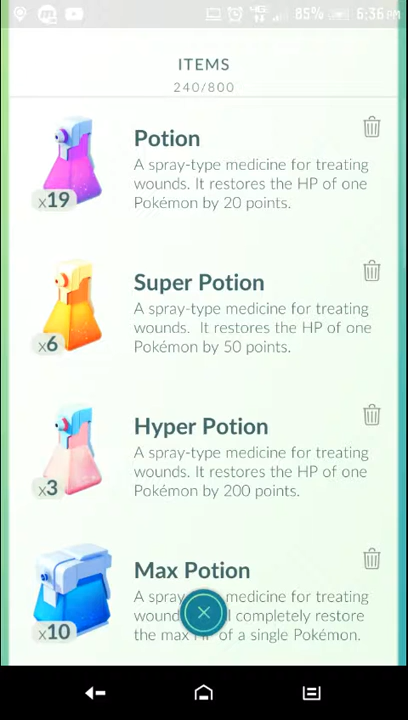 4G 85% 6:36 PM
ITEMS
240/800
Potion
A spray-type medicine for treating
wounds. It restores the HP of one
Pokémon by 20 points.
x19
Super Potion
A spray-type medicine for treating
wounds. It restores the HP of one
Pokémon by 50 points.
x6
Hyper Potion
A spray-type medicine for treating
wounds. It restores the HP of one
Pokémon by 200 points.
x3
Max Potion
A spray-type medicine for treating
completely restore
the max HP of a single Pokémon.
x10